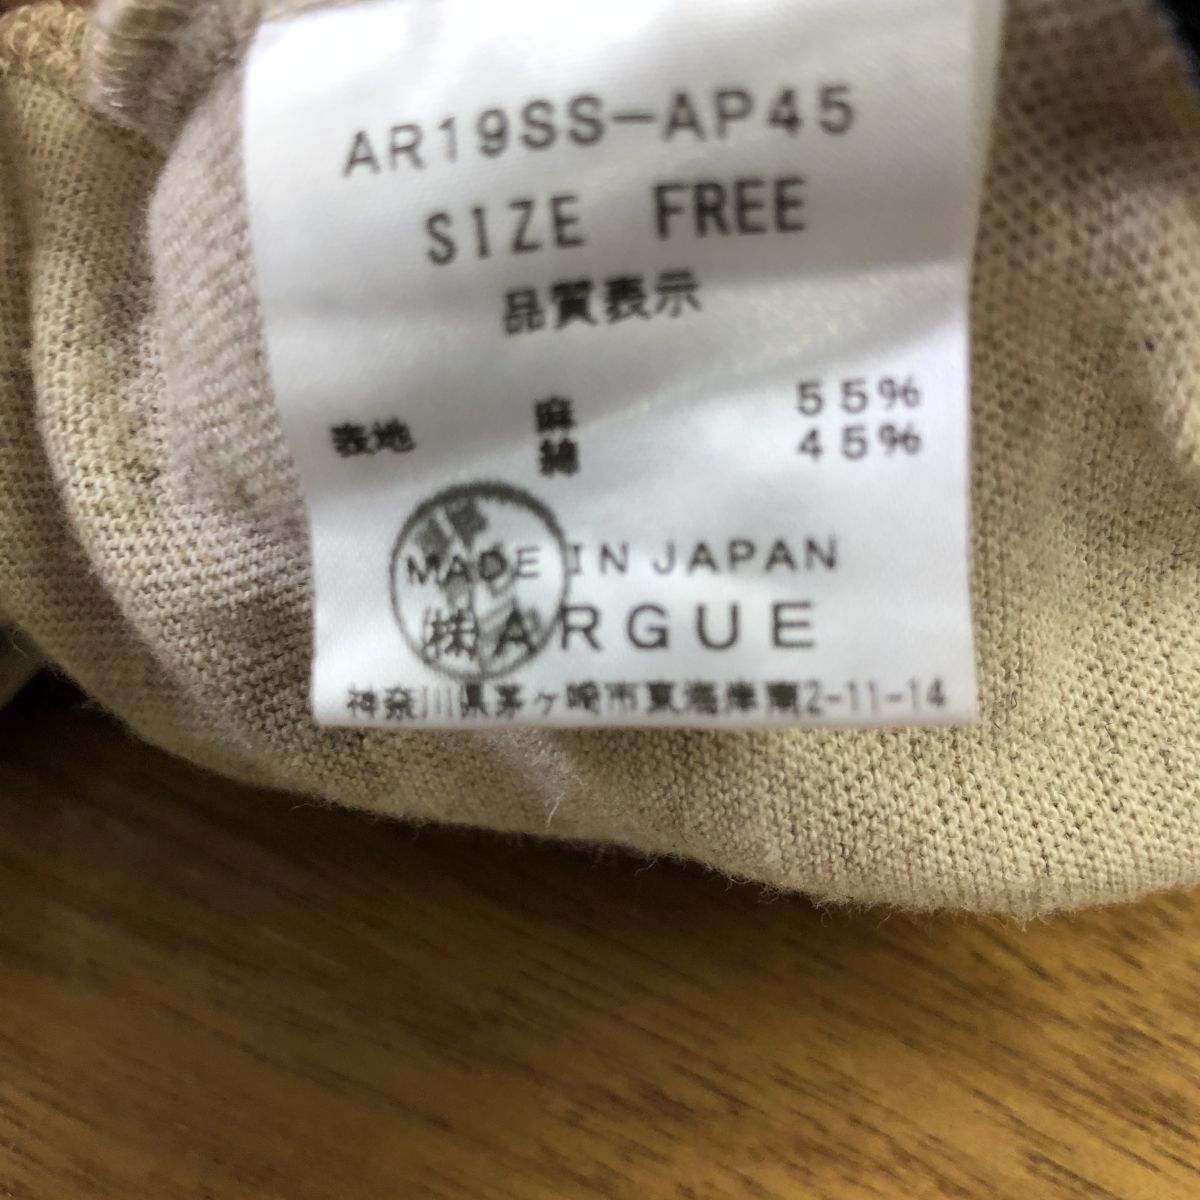 AR19SS-AP45
SIZE FREE
品質表示
表地 麻 55%
綿 45%
MADE IN JAPAN
㈱ARGUE
神奈川県茅ヶ崎市東海岸南2-11-14